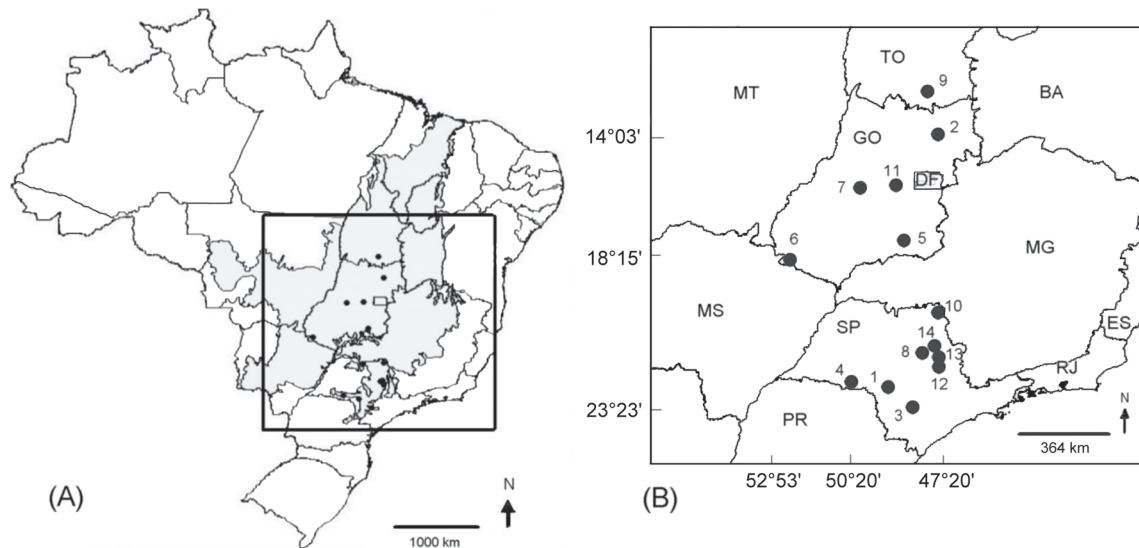 (A)
N
1000 km
TO
9
MT
BA
14°03'
GO
2
11
DF
7
6
5
18°15'
MG
MS
10
ES
SP
14
8
13
4
1
12
RJ
3
23°23'
PR
N
364 km
(B)
52°53' 50°20' 47°20'